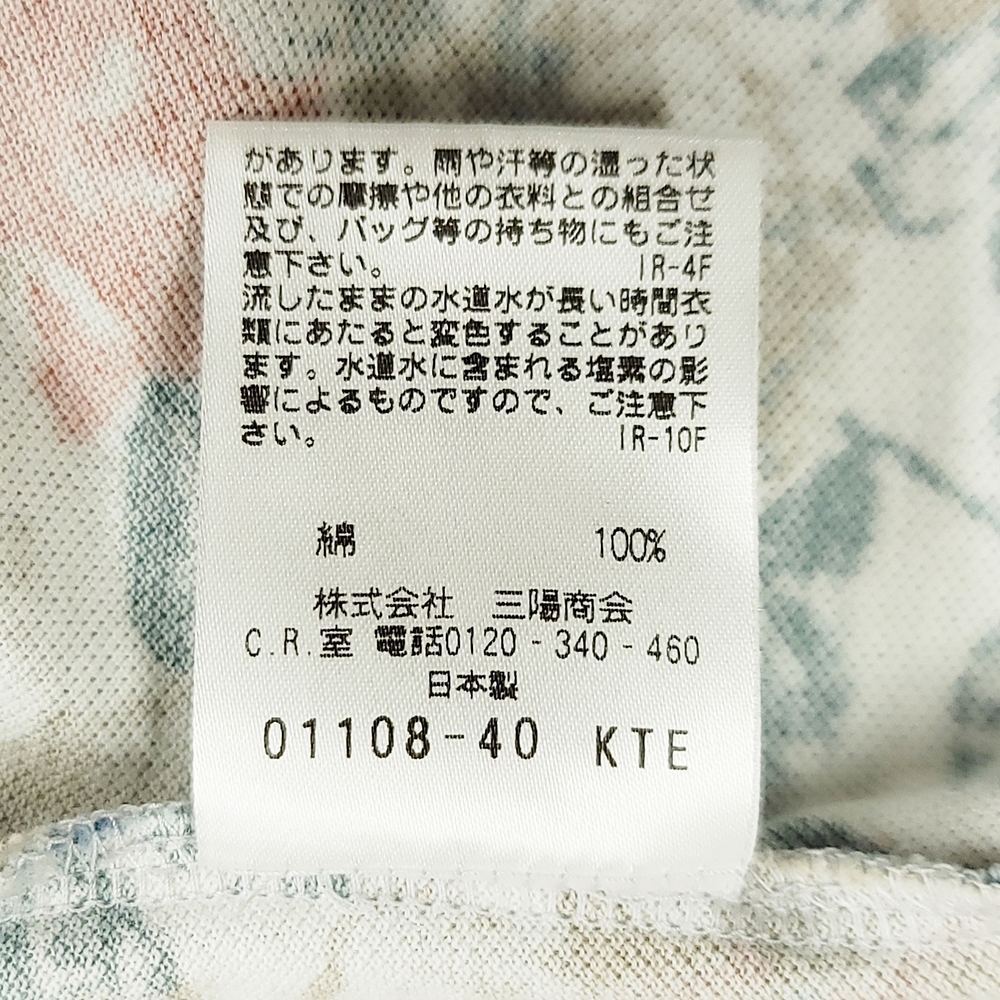 があります。雨や汗等の湿った状
態での摩擦や他の衣料との組合せ
及び、バッグ等の持ち物にもご注
意下さい。 IR-4F
流したままの水道水が長い時間衣
類にあたると変色することがあり
ます。水道水に含まれる塩素の影
響によるものですので、ご注意下
さい。 IR-10F
綿 100%
株式会社 三陽商会
C.R.室 電話0120-340-460
日本製
01108-40 KTE